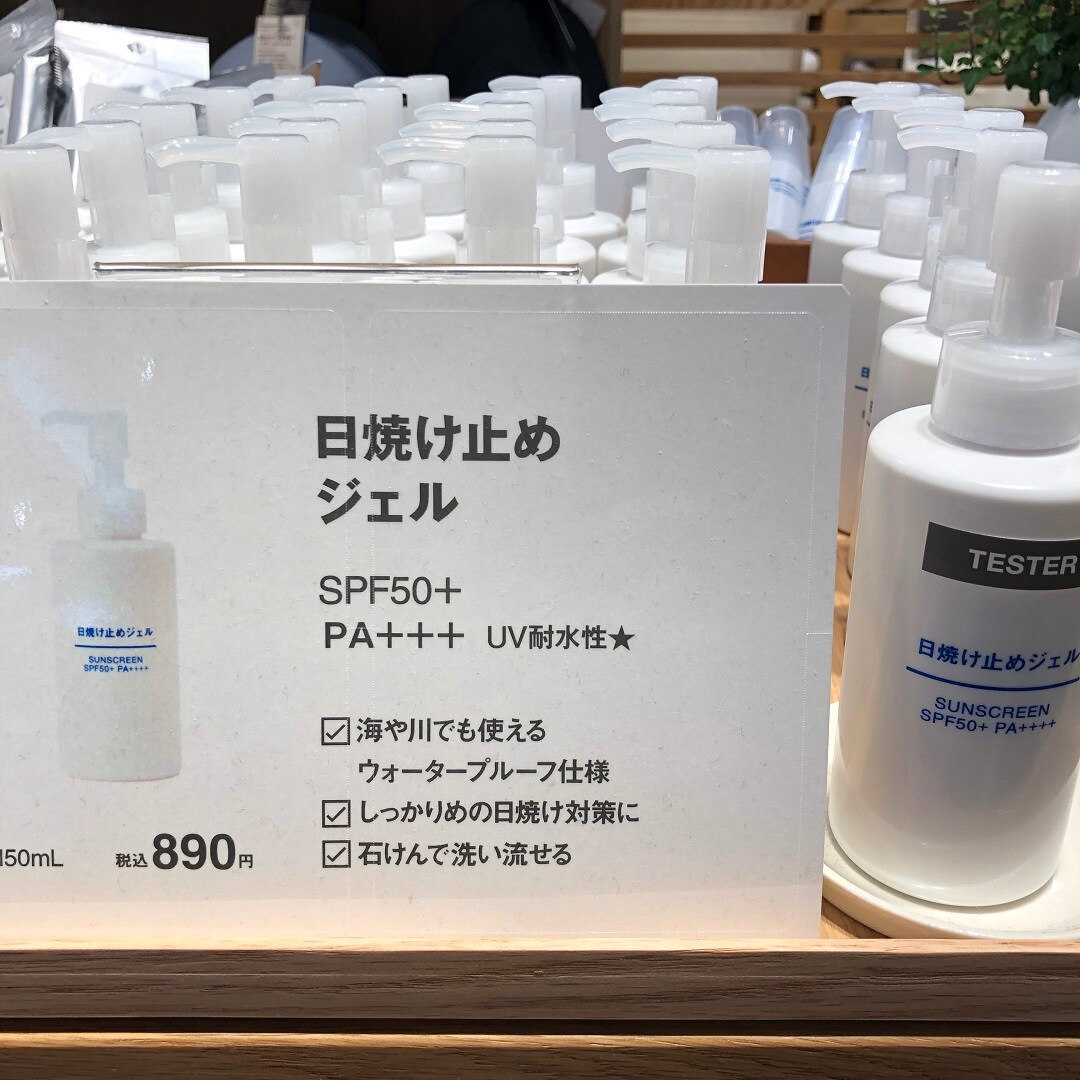 日焼け止め
ジェル
SPF50+
PA+++ UV耐水性★
☑海や川でも使える
ウォータープルーフ仕様
☑しっかりめの日焼け対策に
☑石けんで洗い流せる
150mL 税込890円
日焼け止めジェル
SUNSCREEN
SPF50+ PA++++
TESTER
日焼け止めジェル
SUNSCREEN
SPF50+ PA++++